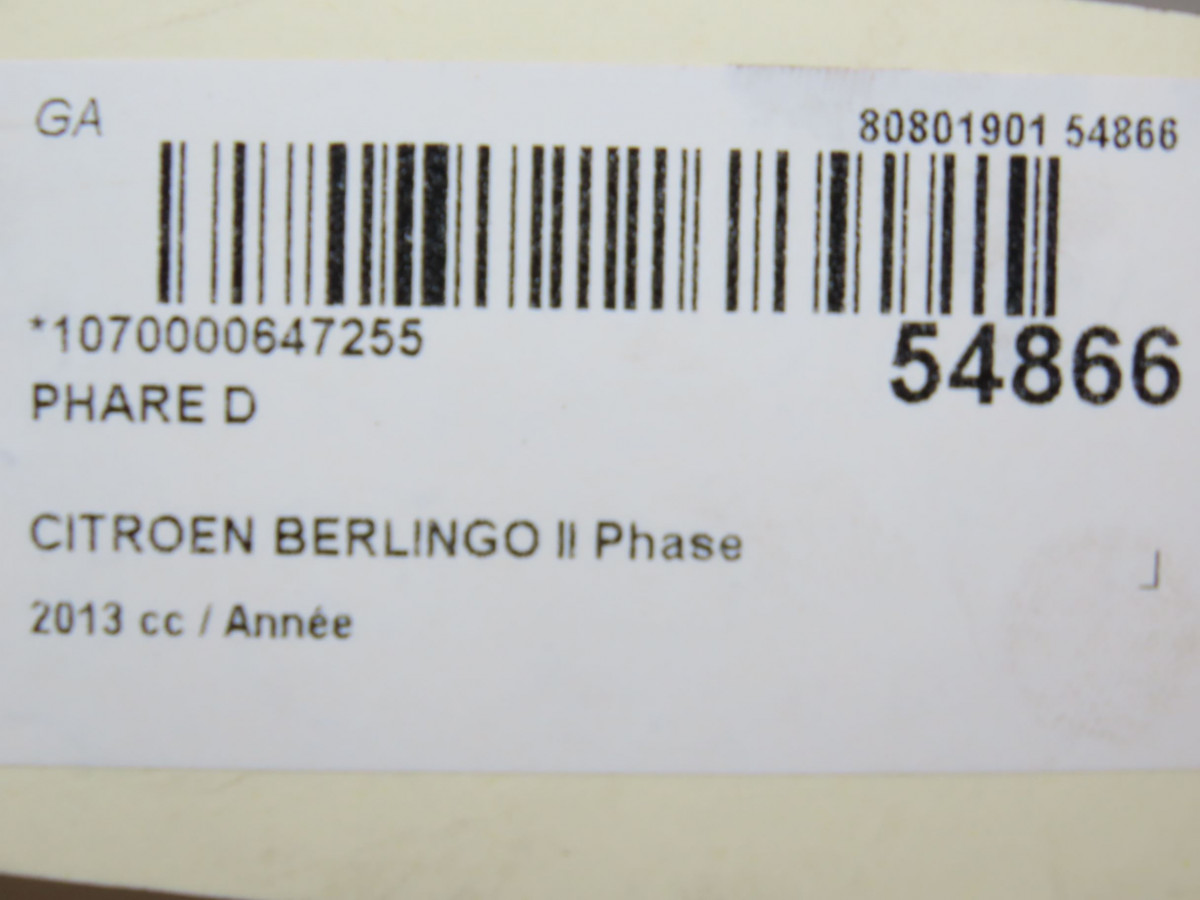 GA
80801901 54866
*1070000647255
54866
PHARE D
CITROEN BERLINGO II Phase
2013 cc / Année